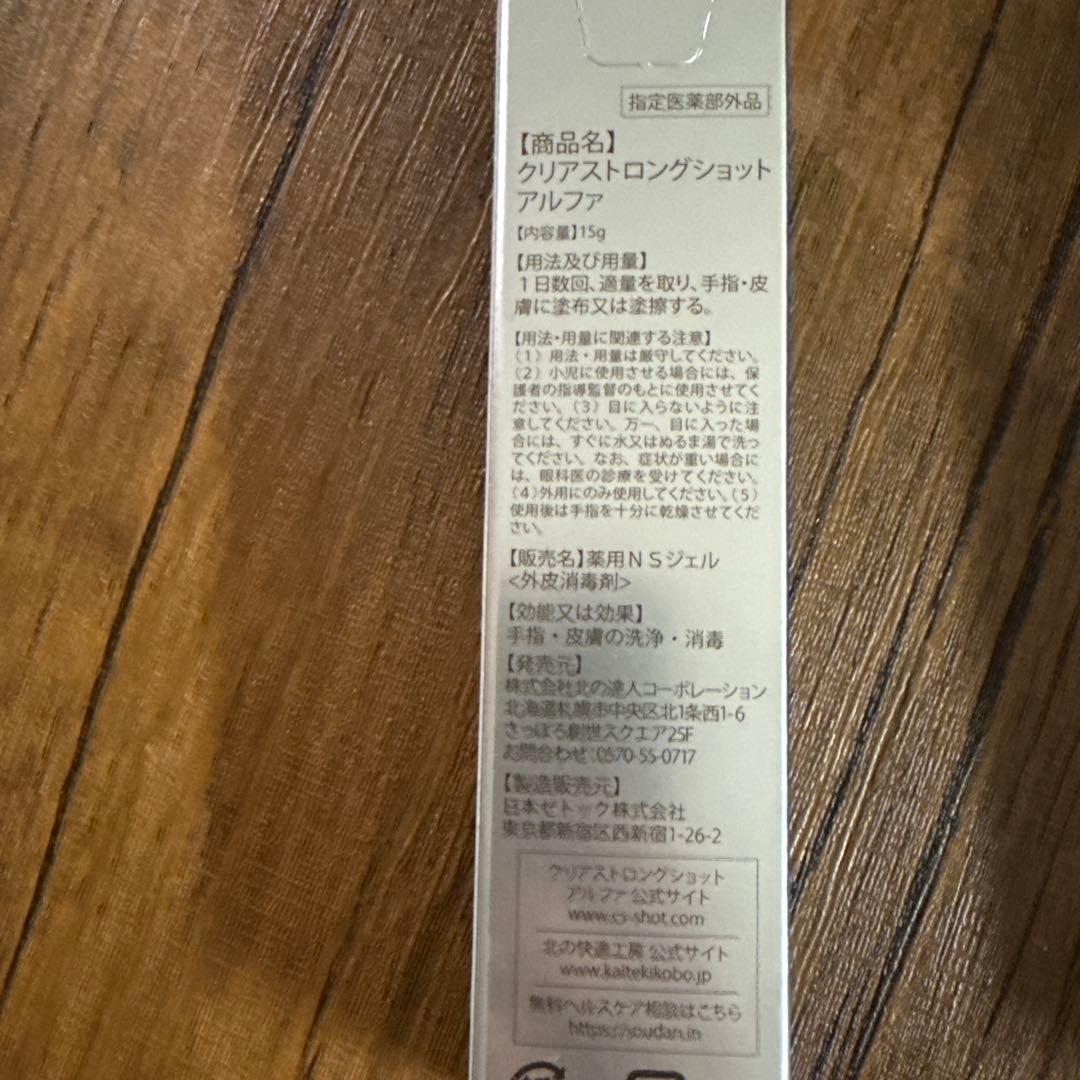 指定医薬部外品
【商品名】
クリアストロングショット
アルファ
【内容量】15g
【用法及び用量】
1日数回、適量を取り、手指・皮
膚に塗布又は塗擦する。
【用法・用量に関連する注意】
(1) 用法・用量は厳守してください。
(2) 小児に使用させる場合には、保
護者の指導監督のもとに使用させてく
ださい。(3) 目に入らないように注
意してください。万一、目に入った場
合には、すぐに水又はぬるま湯で洗っ
てください。なお、症状が重い場合に
は、眼科医の診療を受けてください。
(4)外用にのみ使用してください。(5)
使用後は手指を十分に乾燥させてくだ
さい。
【販売名】薬用NSジェル
<外皮消毒剤>
【効能又は効果】
手指・皮膚の洗浄・消毒
【発売元】
株式会社北の達人コーポレーション
北海道札幌市中央区北1条西1-6
さっぽろ創世スクエア25F
お問合わせ:0570-55-0717
【製造販売元】
日本ゼトック株式会社
東京都新宿区西新宿1-26-2
クリアストロングショット
アルファ 公式サイト
www.cs-shot.com
北の快適工房 公式サイト
www.kaitekikobo.jp
無料ヘルスケア相談はこちら
https://soudan.in